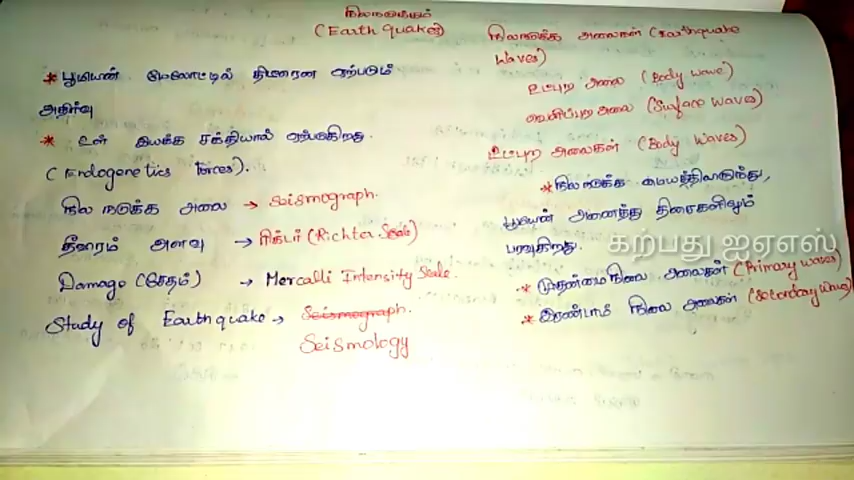 நிலநடுக்கம்
(Earth quakes)
* பூமியின் மேலோட்டில் திடீரென ஏற்படும்
அதிர்வு
* உள் இயக்க சக்தியால் ஏற்படுகிறது.
(Endogenetics forces).
நில நடுக்க அலை → Seismograph.
தீவிரம் அளவு → ரிக்டர் (Richter Scale)
Damage (சேதம்) → Mercalli Intensity Scale.
Study of Earthquake → Seismograph.
Seismology
நிலநடுக்க அலைகள் (Earthquake
Waves)
உட்புற அலை (Body wave)
வெளிப்புற அலை (Surface waves)
உட்புற அலைகள் (Body Waves)
* நில நடுக்க மையத்திலிருந்து,
பூமியின் அனைத்து திசைகளிலும்
பரவுகிறது.
கற்பது ஐஏஎஸ்
* முதன்மை நிலை அலைகள் (Primary waves)
* இரண்டாம் நிலை அலைகள் (Secondary wave)